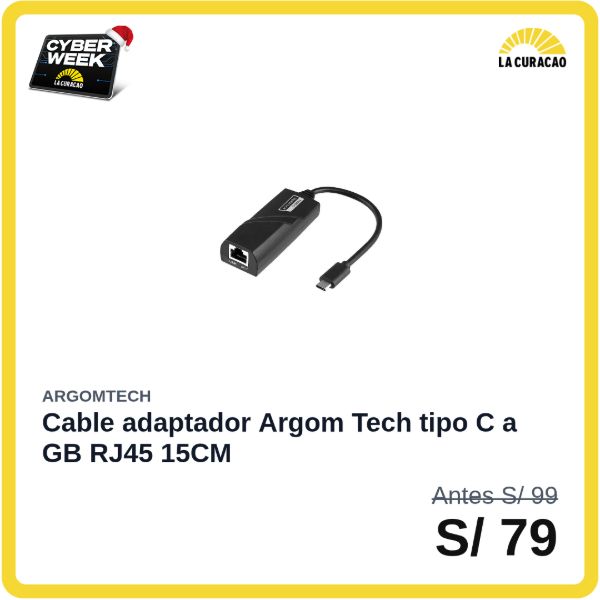 CYBER
WEEK
LA CURACAO
LA CURACAO
ARGOMTECH
Cable adaptador Argom Tech tipo C a
GB RJ45 15CM
Antes S/ 99
S/ 79